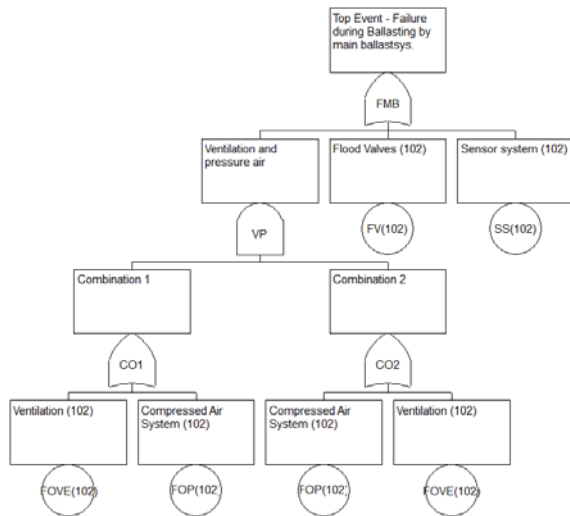 Top Event - Failure
during Ballasting by
main ballastsys.
FMB
Ventilation and
pressure air
Flood Valves (102)
Sensor system (102)
VP
FV(102)
SS(102)
Combination 1
Combination 2
CO1
CO2
Ventilation (102)
Compressed Air
System (102)
Compressed Air
System (102)
Ventilation (102)
FOVE(102)
FOP(102)
FOP(102)
FOVE(102)